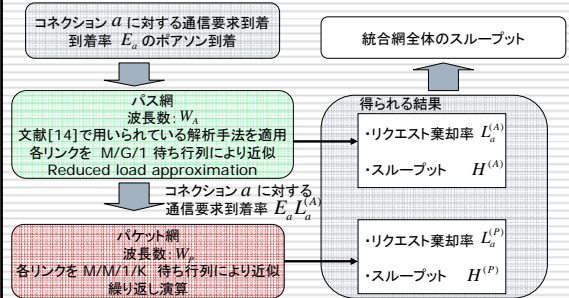 コネクション a に対する通信要求到着
到着率 E_a のポアソン到着
統合網全体のスループット
パス網
波長数: W_A
文献[14]で用いられている解析手法を適用
各リンクを M/G/1 待ち行列により近似
Reduced load approximation
得られる結果
・リクエスト棄却率 L_a^(A)
・スループット H^(A)
コネクション a に対する
通信要求到着率 E_a L_a^(A)
パケット網
波長数: W_P
各リンクを M/M/1/K 待ち行列により近似
繰り返し演算
・リクエスト棄却率 L_a^(P)
・スループット H^(P)